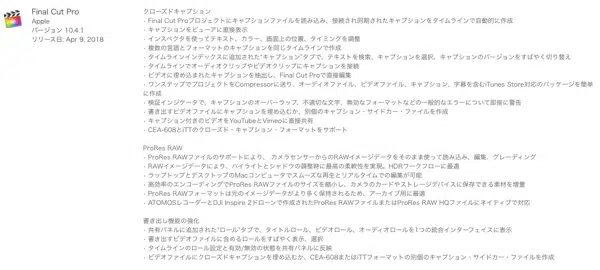 Final Cut Pro
Apple
バージョン 10.4.1
リリース日: Apr 9, 2018
クローズドキャプション
- Final Cut Proプロジェクトにキャプションファイルを読み込み、接続され同期されたキャプションをタイムラインで自動的に作成
- キャプションをビューアに直接表示
- インスペクタを使ってテキスト、カラー、画面上の位置、タイミングを調整
- 複数の言語とフォーマットのキャプションを同じタイムラインで作成
- タイムラインインデックスに追加された"キャプション"タブで、テキストを検索、キャプションを選択、キャプションのバージョンをすばやく切り替え
- タイムラインでオーディオクリップやビデオクリップにキャプションを接続
- ビデオに埋め込まれたキャプションを抽出し、Final Cut Proで直接編集
- ワンステップでプロジェクトをCompressorに送り、オーディオファイル、ビデオファイル、キャプション、字幕を含むiTunes Store対応のパッケージを簡単
に作成
- 検証インジケータで、キャプションのオーバーラップ、不適切な文字、無効なフォーマットなどの一般的なエラーについて即座に警告
- 書き出すビデオファイルにキャプションを埋め込むか、別個のキャプション・サイドカー・ファイルを作成
- キャプション付きのビデオをYouTubeとVimeoに直接共有
- CEA-608とiTTのクローズド・キャプション・フォーマットをサポート
ProRes RAW
- ProRes RAWファイルのサポートにより、カメラセンサーからのRAWイメージデータをそのまま使って読み込み、編集、グレーディング
- RAWイメージデータにより、ハイライトとシャドウの調整時に最高の柔軟性を実現。HDRワークフローに最適
- ラップトップとデスクトップのMacコンピュータでスムーズな再生とリアルタイムでの編集が可能
- 高効率のエンコーディングでProRes RAWファイルのサイズを縮小し、カメラのカードやストレージデバイスに保存できる素材を増量
- ProRes RAWフォーマットは元のイメージデータがより多く保持されるため、アーカイブ用に最適
- ATOMOSレコーダーとDJI Inspire 2ドローンで作成されたProRes RAWファイルまたはProRes RAW HQファイルにネイティブで対応
書き出し機能の強化
- 共有パネルに追加された"ロール"タブで、タイトルロール、ビデオロール、オーディオロールを1つの統合インターフェイスに表示
- 書き出すビデオファイルに含めるロールをすばやく表示、選択
- タイムラインのロール設定と有効/無効の状態を共有パネルに反映
- ビデオファイルにクローズドキャプションを埋め込むか、CEA-608またはiTTフォーマットの別個のキャプション・サイドカー・ファイルを作成